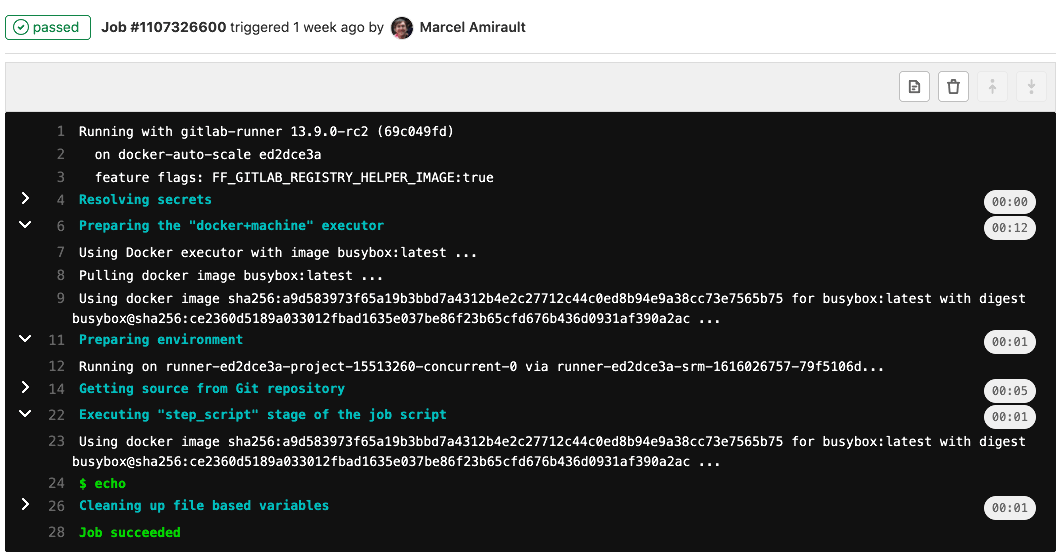 passed Job #1107326600 triggered 1 week ago by Marcel Amirault
1 Running with gitlab-runner 13.9.0-rc2 (69c049fd)
2 on docker-auto-scale ed2dce3a
3 feature flags: FF_GITLAB_REGISTRY_HELPER_IMAGE:true
4 Resolving secrets 00:00
6 Preparing the "docker+machine" executor 00:12
7 Using Docker executor with image busybox:latest ...
8 Pulling docker image busybox:latest ...
9 Using docker image sha256:a9d583973f65a19b3bbd7a4312b4e2c27712c44c0ed8b94e9a38cc73e7565b75 for busybox:latest with digest
busybox@sha256:ce2360d5189a033012fbad1635e037be86f23b65cfd676b436d0931af390a2ac ...
11 Preparing environment 00:01
12 Running on runner-ed2dce3a-project-15513260-concurrent-0 via runner-ed2dce3a-srm-1616026757-79f5106d...
14 Getting source from Git repository 00:05
22 Executing "step_script" stage of the job script 00:01
23 Using docker image sha256:a9d583973f65a19b3bbd7a4312b4e2c27712c44c0ed8b94e9a38cc73e7565b75 for busybox:latest with digest
busybox@sha256:ce2360d5189a033012fbad1635e037be86f23b65cfd676b436d0931af390a2ac ...
24 $ echo
26 Cleaning up file based variables 00:01
28 Job succeeded